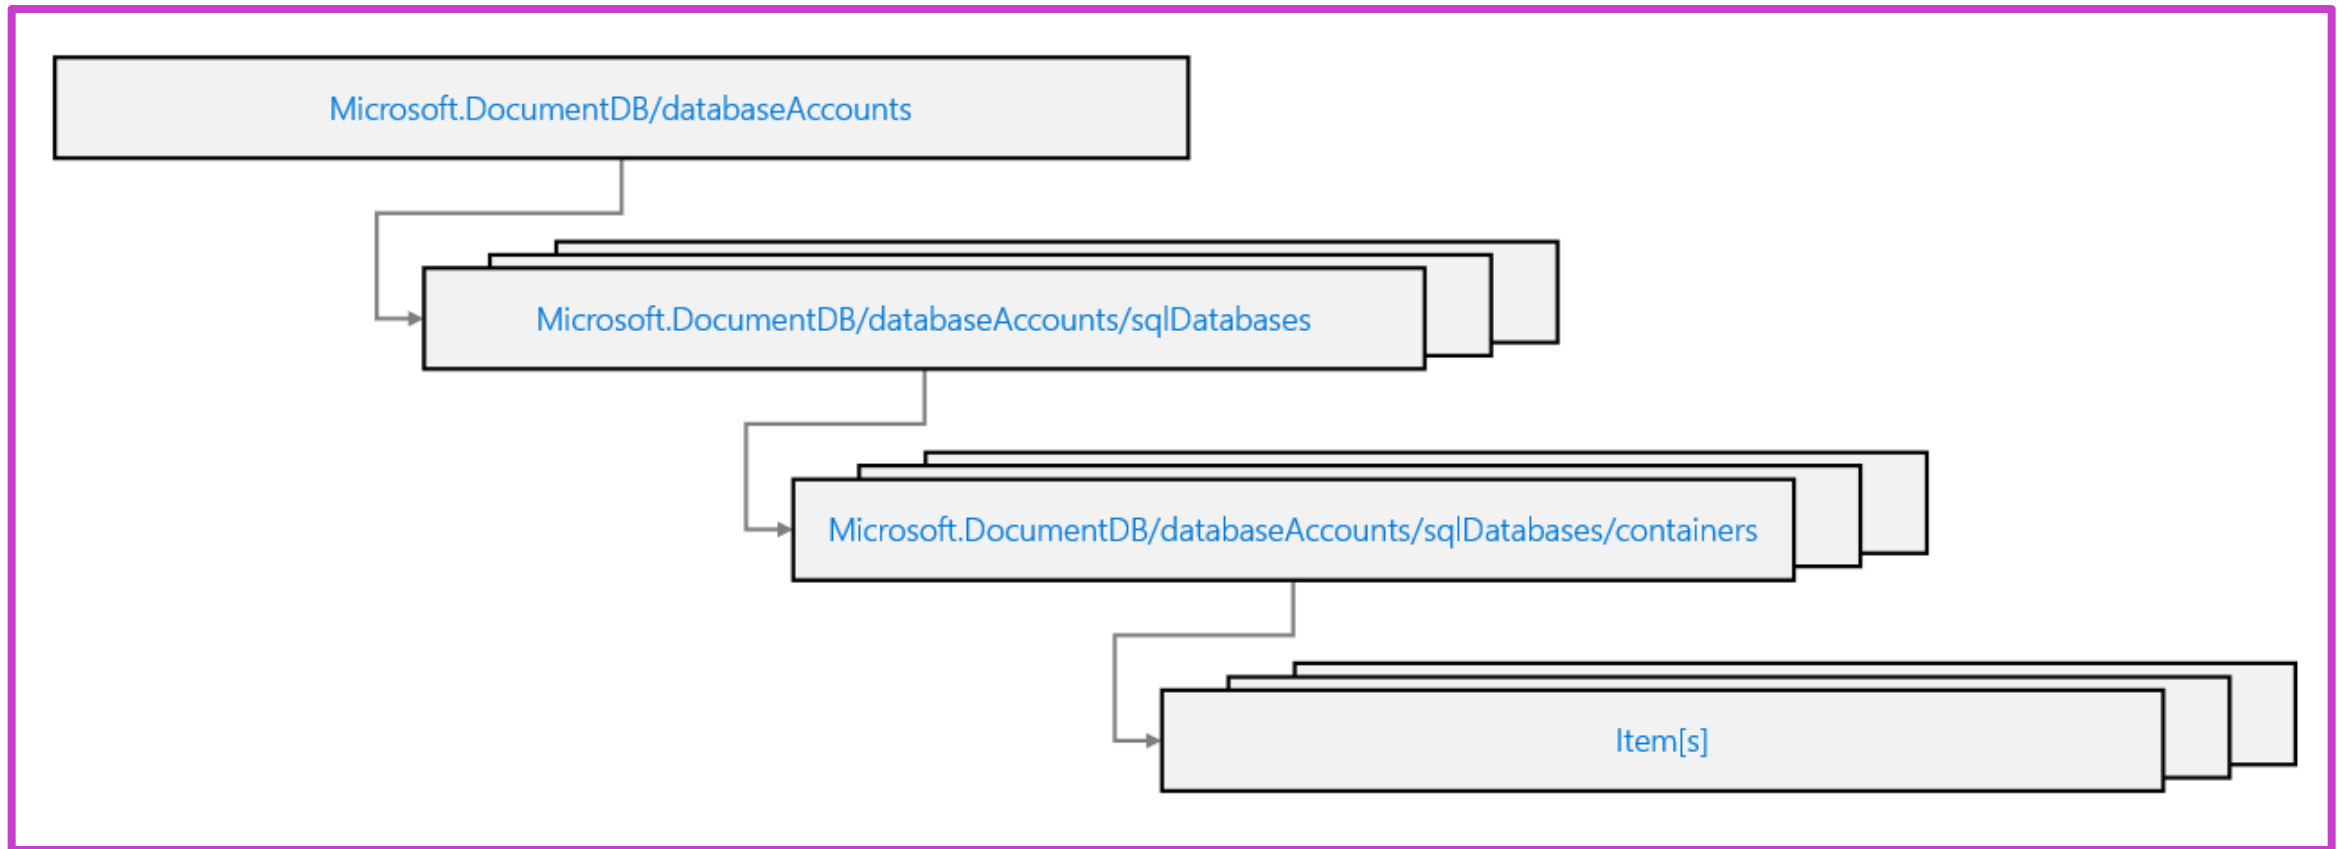 Microsoft.DocumentDB/databaseAccounts
Microsoft.DocumentDB/databaseAccounts/sqlDatabases
Microsoft.DocumentDB/databaseAccounts/sqlDatabases/containers
Item[s]